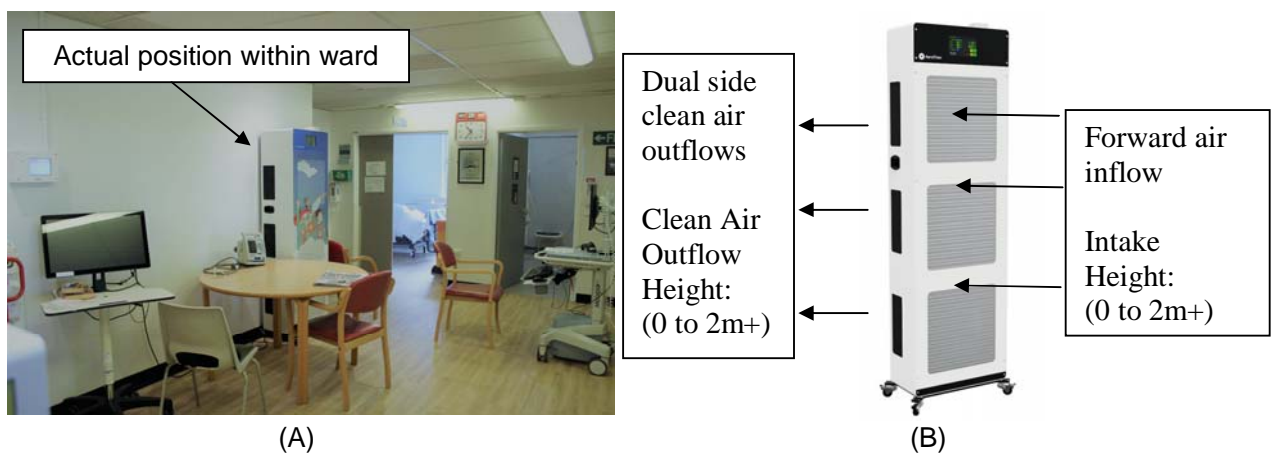 Actual position within ward
Dual side
clean air
outflows
Clean Air
Outflow
Height:
(0 to 2m+)
Forward air
inflow
Intake
Height:
(0 to 2m+)
(A)
(B)